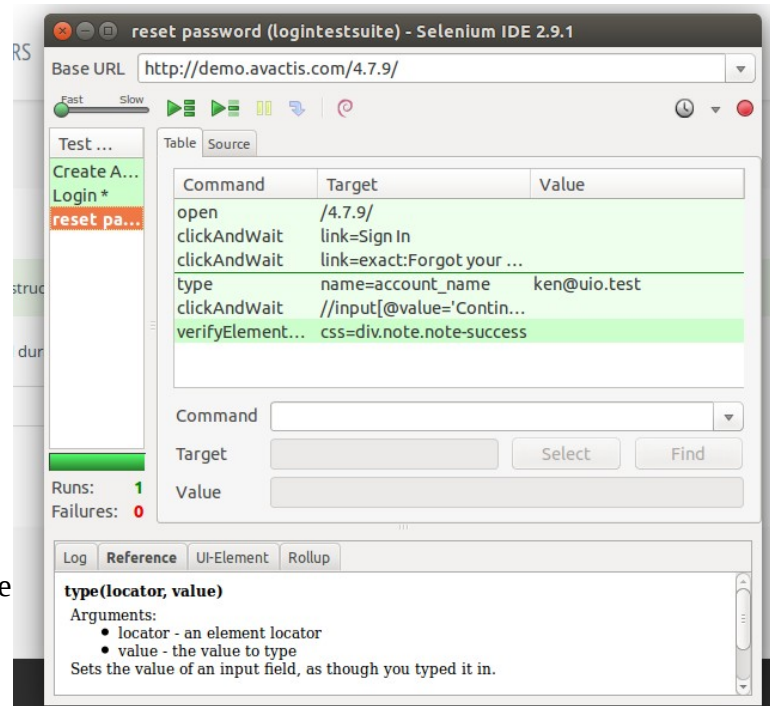 reset password (logintestsuite) - Selenium IDE 2.9.1
RS
Base URL http://demo.avactis.com/4.7.9/
Fast Slow
Test ...
Table Source
Create A...
Login *
reset pa...
Command Target Value
open /4.7.9/
clickAndWait link=Sign In
clickAndWait link=exact:Forgot your ...
type name=account_name ken@uio.test
clickAndWait //input[@value='Contin...
verifyElement... css=div.note.note-success
struc
dur
Command
Target Select Find
Value
Runs: 1
Failures: 0
Log Reference UI-Element Rollup
e
type(locator, value)
Arguments:
• locator - an element locator
• value - the value to type
Sets the value of an input field, as though you typed it in.